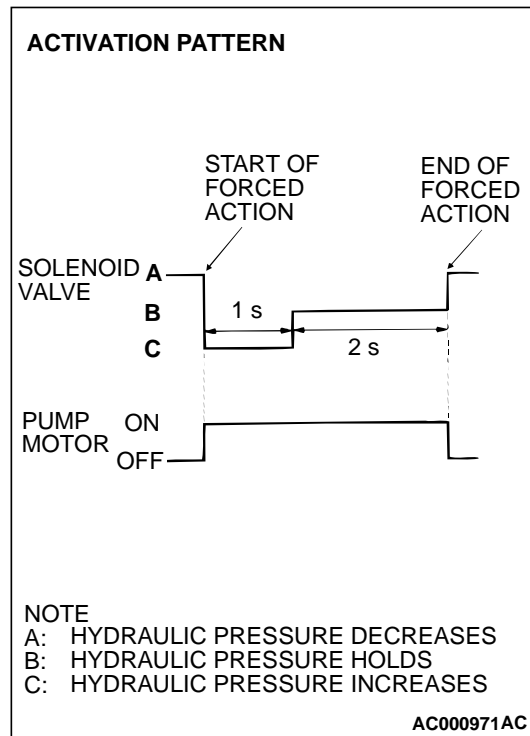 ACTIVATION PATTERN
START OF
FORCED
ACTION
END OF
FORCED
ACTION
SOLENOID
VALVE
A
B
C
1 s
2 s
PUMP
MOTOR
ON
OFF
NOTE
A: HYDRAULIC PRESSURE DECREASES
B: HYDRAULIC PRESSURE HOLDS
C: HYDRAULIC PRESSURE INCREASES
AC000971AC